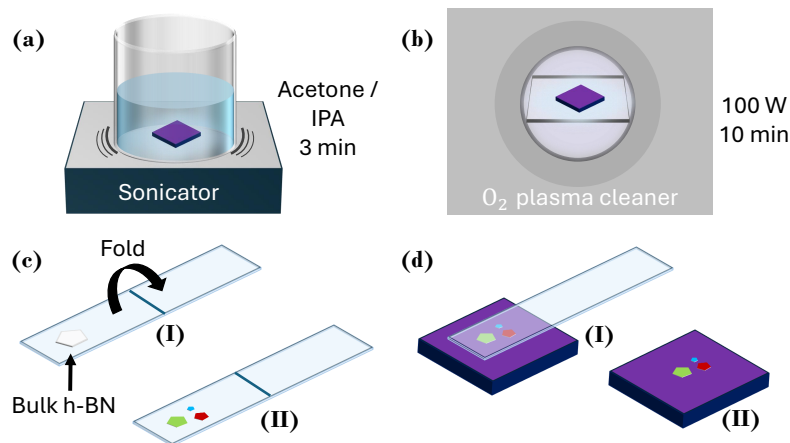 (a)
Acetone /
IPA
3 min
Sonicator
(b)
100 W
10 min
O₂ plasma cleaner
(c)
Fold
(I)
Bulk h-BN
(II)
(d)
(I)
(II)